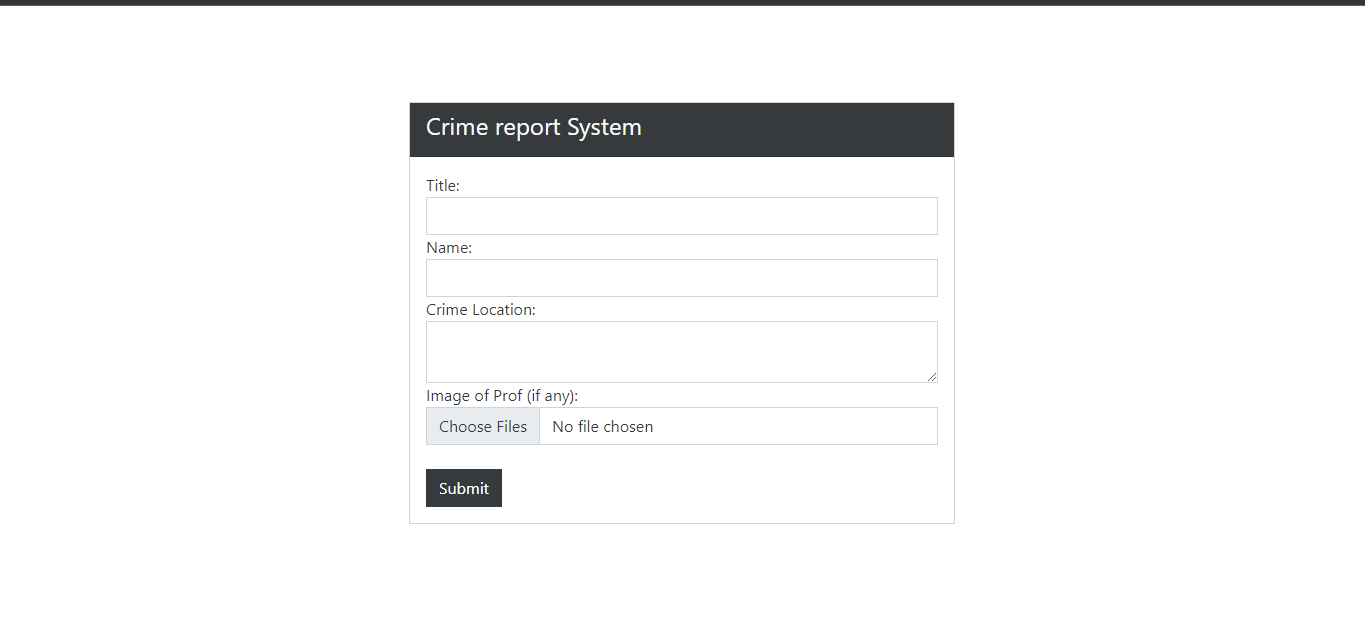 Crime report System
Title:
Name:
Crime Location:
Image of Prof (if any):
Choose Files No file chosen
Submit